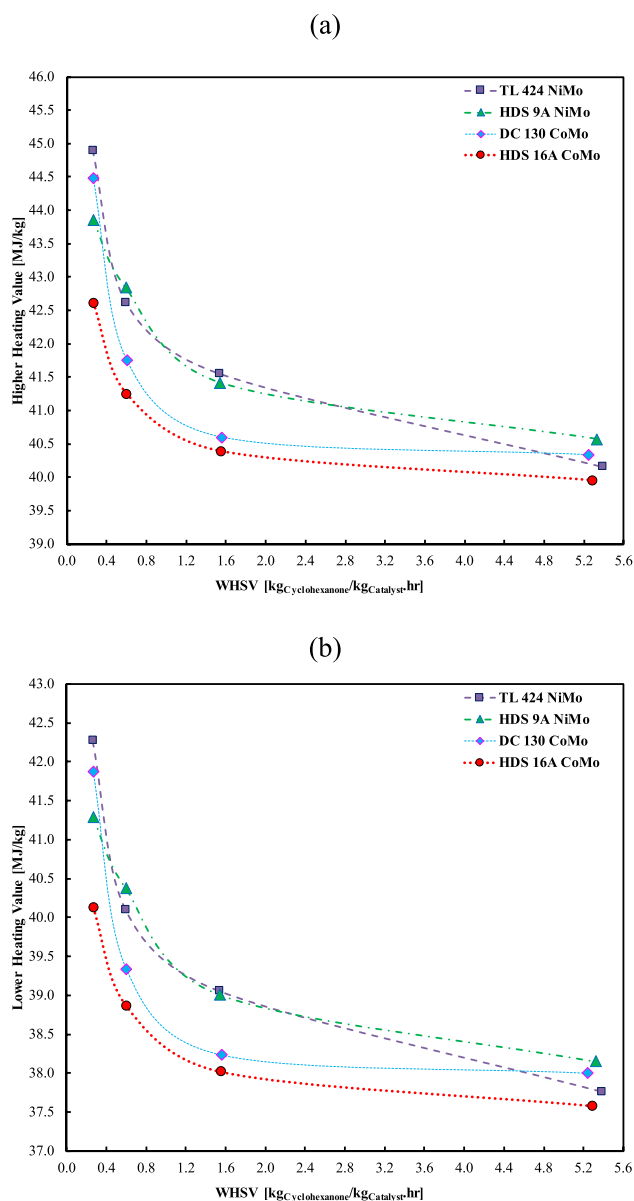 (a)
46.0
45.5
45.0
44.5
44.0
43.5
43.0
42.5
42.0
41.5
41.0
40.5
40.0
39.5
39.0
Higher Heating Value [MJ/kg]
TL 424 NiMo
HDS 9A NiMo
DC 130 CoMo
HDS 16A CoMo
0.0 0.4 0.8 1.2 1.6 2.0 2.4 2.8 3.2 3.6 4.0 4.4 4.8 5.2 5.6
WHSV [kgCyclohexanone/kgCatalyst·hr]
(b)
43.0
42.5
42.0
41.5
41.0
40.5
40.0
39.5
39.0
38.5
38.0
37.5
37.0
Lower Heating Value [MJ/kg]
TL 424 NiMo
HDS 9A NiMo
DC 130 CoMo
HDS 16A CoMo
0.0 0.4 0.8 1.2 1.6 2.0 2.4 2.8 3.2 3.6 4.0 4.4 4.8 5.2 5.6
WHSV [kgCyclohexanone/kgCatalyst·hr]